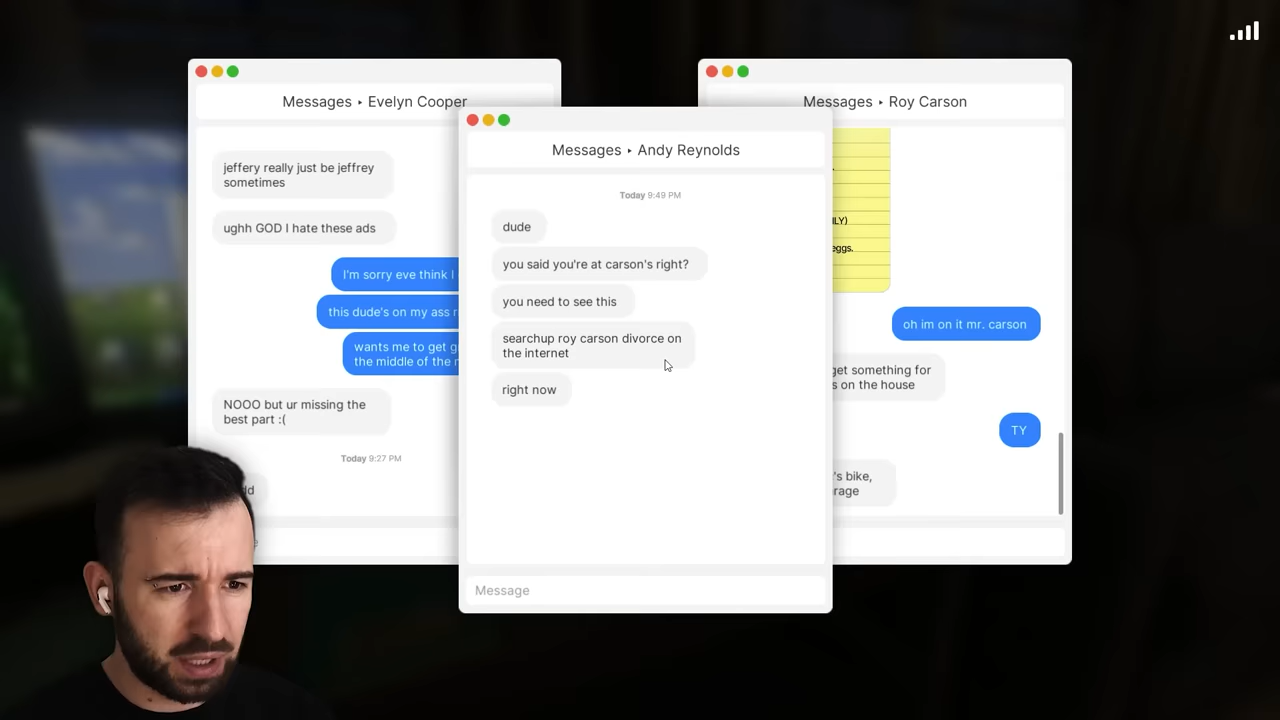 Messages ‣ Evelyn Cooper
jeffery really just be jeffrey
sometimes
ughh GOD I hate these ads
I'm sorry eve think I
this dude's on my ass
wants me to get
the middle of the
NOOO but ur missing the
best part :(
Today 9:27 PM
Messages ‣ Andy Reynolds
Today 9:49 PM
dude
you said you're at carson's right?
you need to see this
searchup roy carson divorce on
the internet
right now
Message
Messages ‣ Roy Carson
eggs.
oh im on it mr. carson
get something for
on the house
TY
's bike,